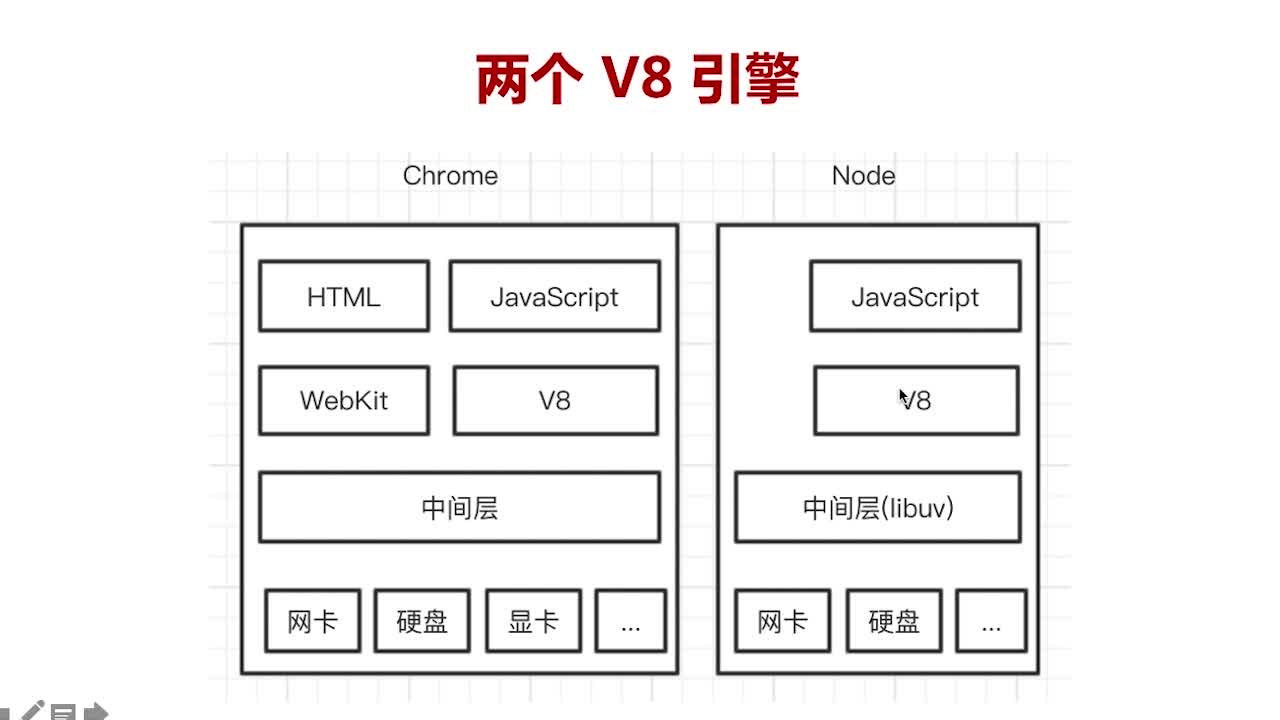 两个 V8 引擎
Chrome
Node
HTML
JavaScript
JavaScript
WebKit
V8
V8
中间层
中间层(libuv)
网卡
硬盘
显卡
...
网卡
硬盘
...